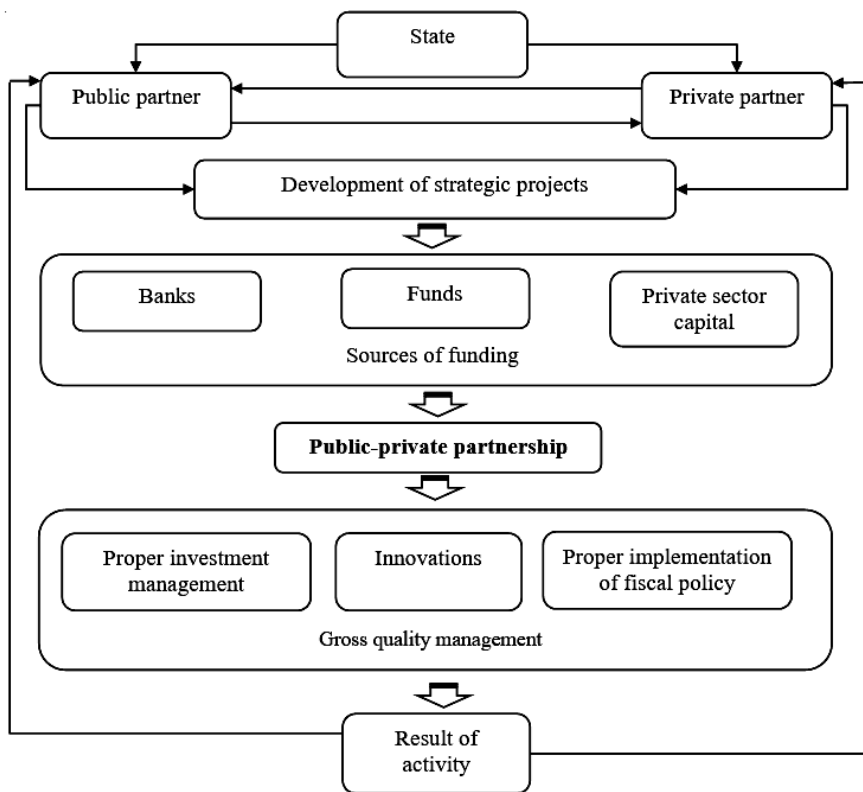 State
Public partner
Private partner
Development of strategic projects
Banks
Funds
Private sector
capital
Sources of funding
Public-private partnership
Proper investment
management
Innovations
Proper implementation
of fiscal policy
Gross quality management
Result of
activity